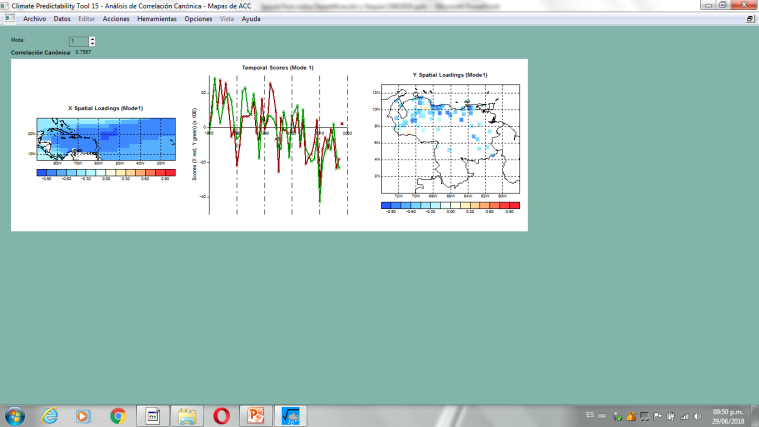 Climate Predictability Tool 15 - Análisis de Correlación Canónica - Mapas de ACC
Archivo Datos Editar Acciones Herramientas Opciones Vista Ayuda
Moda: 1
Correlación Canónica: 0.7987
X Spatial Loadings (Mode1)
20N
10N
80W 70W 60W 50W 40W 30W 20W
-0.90 -0.60 -0.30 0.00 0.30 0.60 0.90
Temporal Scores (Mode 1)
Scores (X red, Y green) (x 100)
20
0
-20
-40
Y Spatial Loadings (Mode1)
12N
10N
8N
6N
4N
2N
72W 70W 68W 66W 64W 62W 60W
-0.90 -0.60 -0.30 0.00 0.30 0.60 0.90
ES
09:50 p.m.
29/06/2018